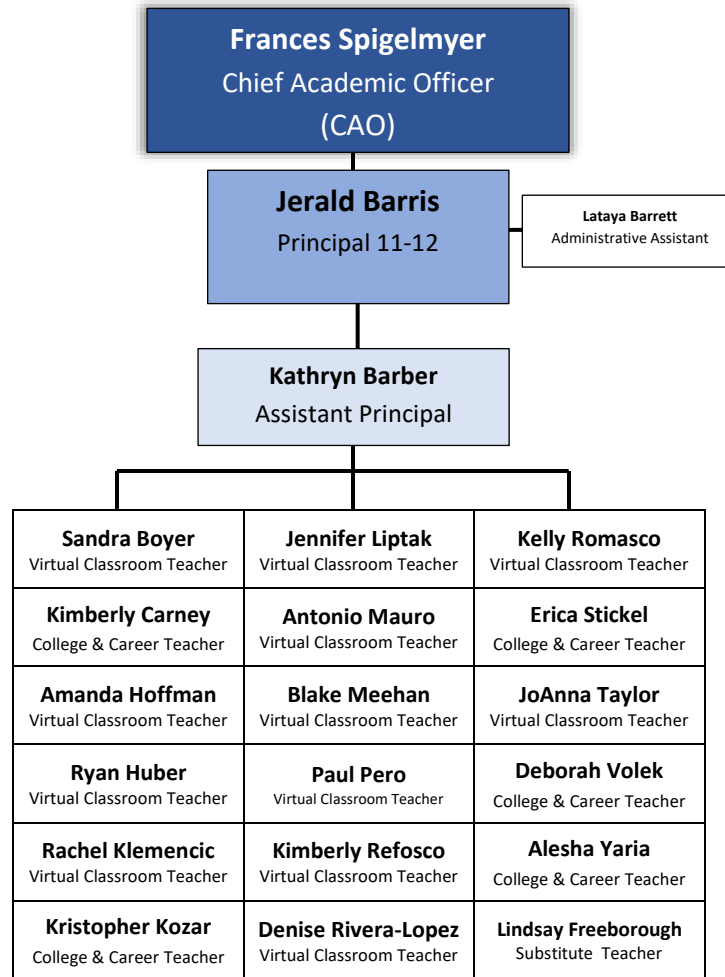 Frances Spigelmyer
Chief Academic Officer
(CAO)
Jerald Barris
Principal 11-12
Lataya Barrett
Administrative Assistant
Kathryn Barber
Assistant Principal
Sandra Boyer
Virtual Classroom Teacher
Jennifer Liptak
Virtual Classroom Teacher
Kelly Romasco
Virtual Classroom Teacher
Kimberly Carney
College & Career Teacher
Antonio Mauro
Virtual Classroom Teacher
Erica Stickel
College & Career Teacher
Amanda Hoffman
Virtual Classroom Teacher
Blake Meehan
Virtual Classroom Teacher
JoAnna Taylor
Virtual Classroom Teacher
Ryan Huber
Virtual Classroom Teacher
Paul Pero
Virtual Classroom Teacher
Deborah Volek
College & Career Teacher
Rachel Klemencic
Virtual Classroom Teacher
Kimberly Refosco
Virtual Classroom Teacher
Alesha Yaria
College & Career Teacher
Kristopher Kozar
College & Career Teacher
Denise Rivera-Lopez
Virtual Classroom Teacher
Lindsay Freeborough
Substitute Teacher